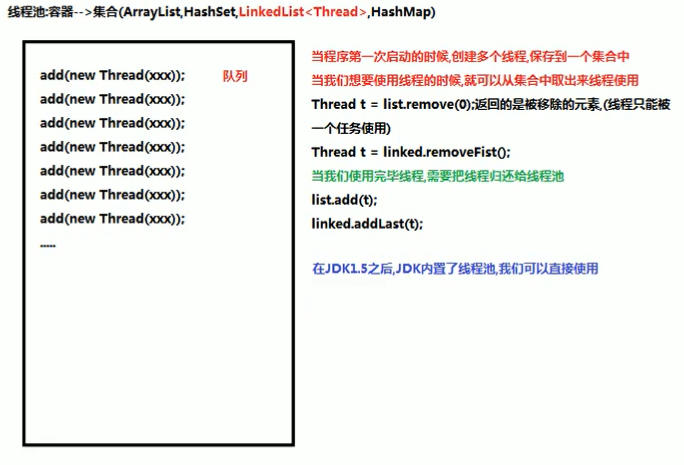 线程池:容器-->集合(ArrayList,HashSet,LinkedList<Thread>,HashMap)
add(new Thread(xxx)); 队列
add(new Thread(xxx));
add(new Thread(xxx));
add(new Thread(xxx));
add(new Thread(xxx));
add(new Thread(xxx));
add(new Thread(xxx));
.....
当程序第一次启动的时候,创建多个线程,保存到一个集合中
当我们想要使用线程的时候,就可以从集合中取出来线程使用
Thread t = list.remove(0);返回的是被移除的元素,(线程只能被
一个任务使用)
Thread t = linked.removeFist();
当我们使用完毕线程,需要把线程归还给线程池
list.add(t);
linked.addLast(t);
在JDK1.5之后,JDK内置了线程池,我们可以直接使用